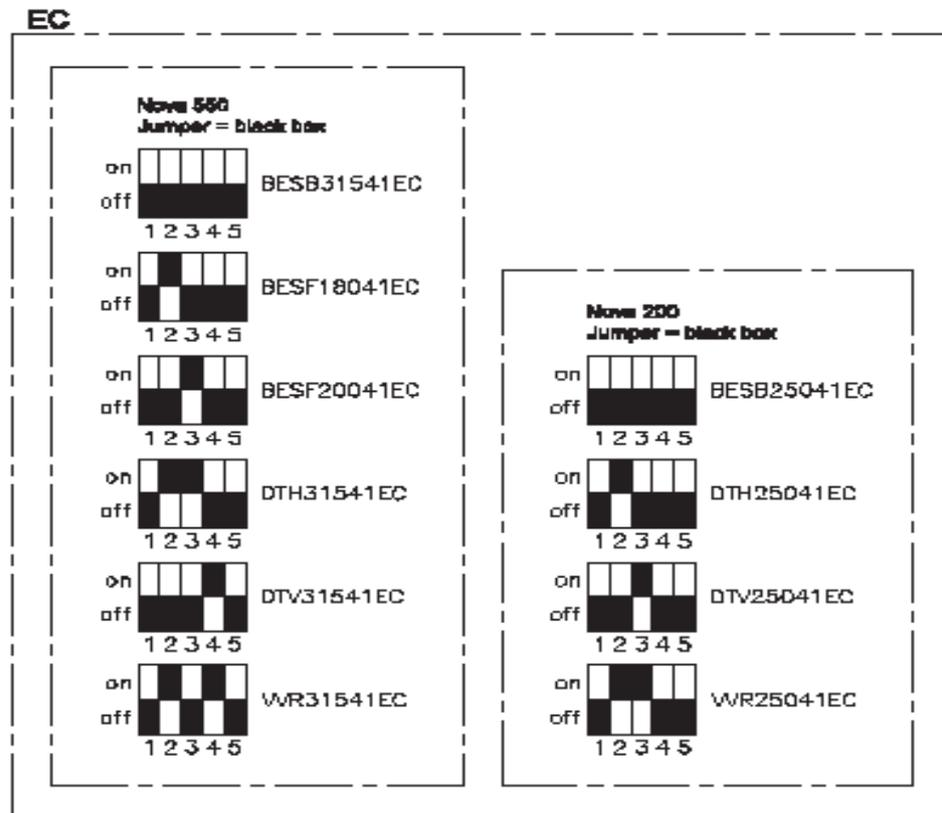 EC
Nova 550
Jumper = black box
on
off
BESB31541EC
1 2 3 4 5
on
off
BESF18041EC
1 2 3 4 5
on
off
BESF20041EC
1 2 3 4 5
on
off
DTH31541EC
1 2 3 4 5
on
off
DTV31541EC
1 2 3 4 5
on
off
VVR31541EC
1 2 3 4 5
Nova 200
Jumper = black box
on
off
BESB25041EC
1 2 3 4 5
on
off
DTH25041EC
1 2 3 4 5
on
off
DTV25041EC
1 2 3 4 5
on
off
VVR25041EC
1 2 3 4 5